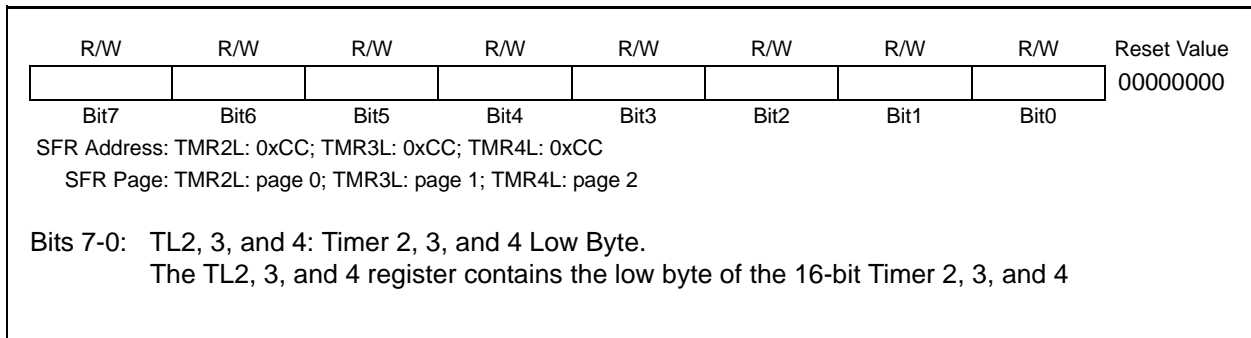 R/W R/W R/W R/W R/W R/W R/W R/W Reset Value
00000000
Bit7 Bit6 Bit5 Bit4 Bit3 Bit2 Bit1 Bit0
SFR Address: TMR2L: 0xCC; TMR3L: 0xCC; TMR4L: 0xCC
SFR Page: TMR2L: page 0; TMR3L: page 1; TMR4L: page 2
Bits 7-0: TL2, 3, and 4: Timer 2, 3, and 4 Low Byte.
The TL2, 3, and 4 register contains the low byte of the 16-bit Timer 2, 3, and 4